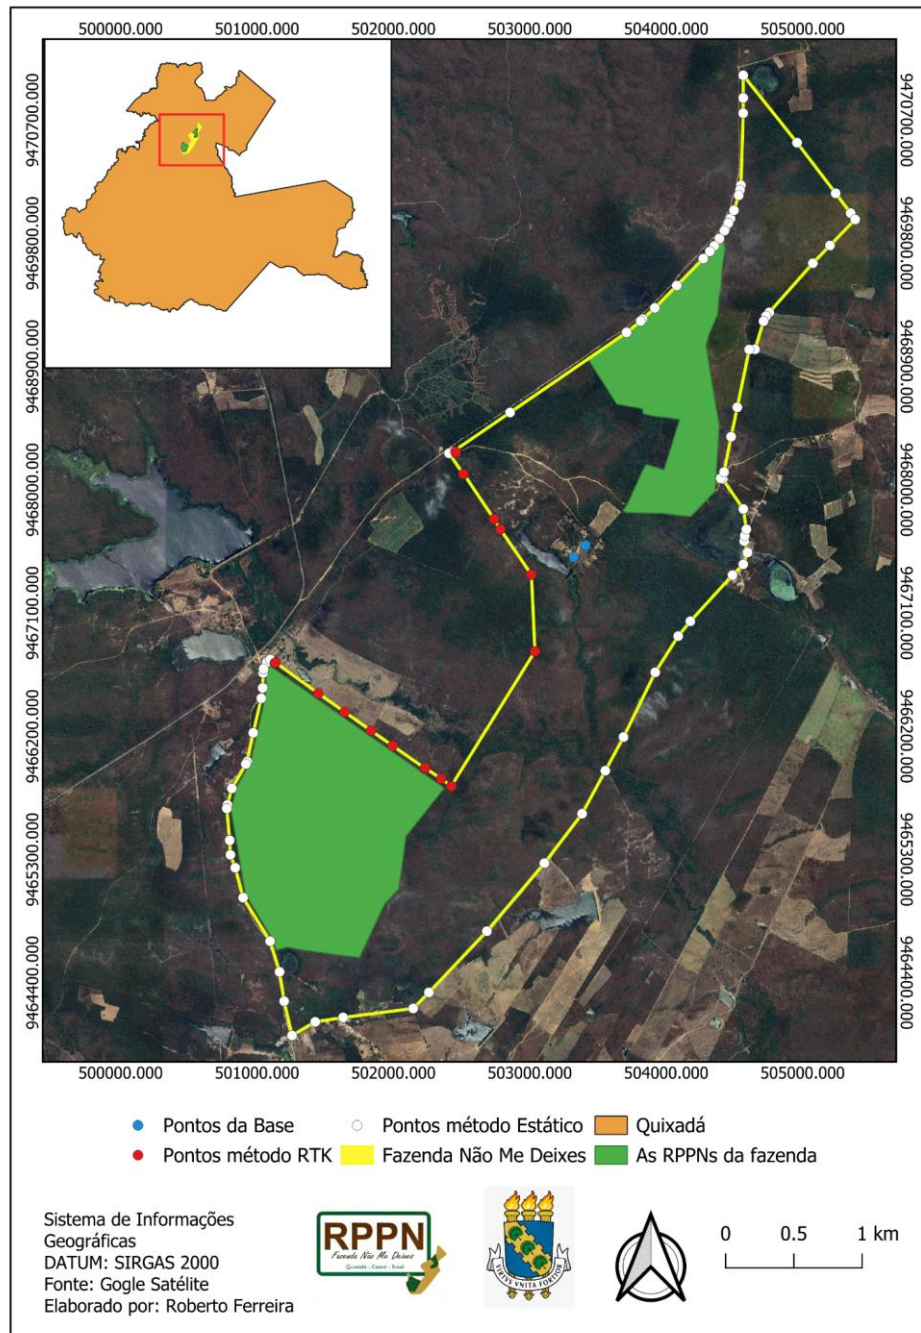 500000.000 501000.000 502000.000 503000.000 504000.000 505000.000
9470700.000
9469800.000
9468900.000
9468000.000
9467100.000
9466200.000
9465300.000
9464400.000
9470700.000
9469800.000
9468900.000
9468000.000
9467100.000
9466200.000
9465300.000
9464400.000
500000.000 501000.000 502000.000 503000.000 504000.000 505000.000
Pontos da Base Pontos método Estático Quixadá
Pontos método RTK Fazenda Não Me Deixes As RPPNs da fazenda
Sistema de Informações
Geográficas
DATUM: SIRGAS 2000
Fonte: Gogle Satélite
Elaborado por: Roberto Ferreira
RPPN
Fazenda Não Me Deixes
Quixadá - Ceará - Brasil
VIRTVS VNITA FORTIOR
0 0.5 1 km